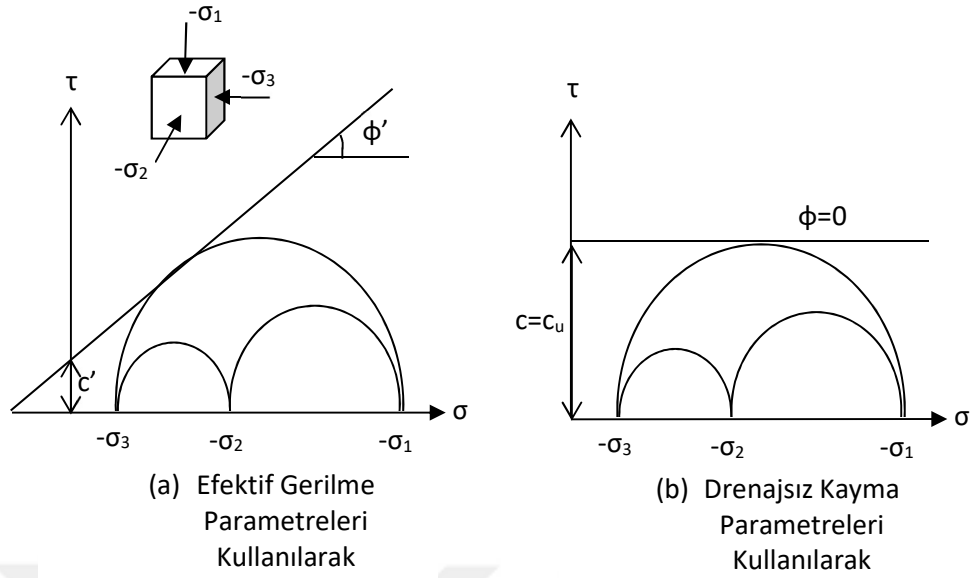 -σ₁
-σ₃
-σ₂
τ
ϕ’
c’
σ
-σ₃
-σ₂
-σ₁
(a) Efektif Gerilme
Parametreleri
Kullanılarak
τ
ϕ=0
c=cᵤ
σ
-σ₃
-σ₂
-σ₁
(b) Drenajsız Kayma
Parametreleri
Kullanılarak